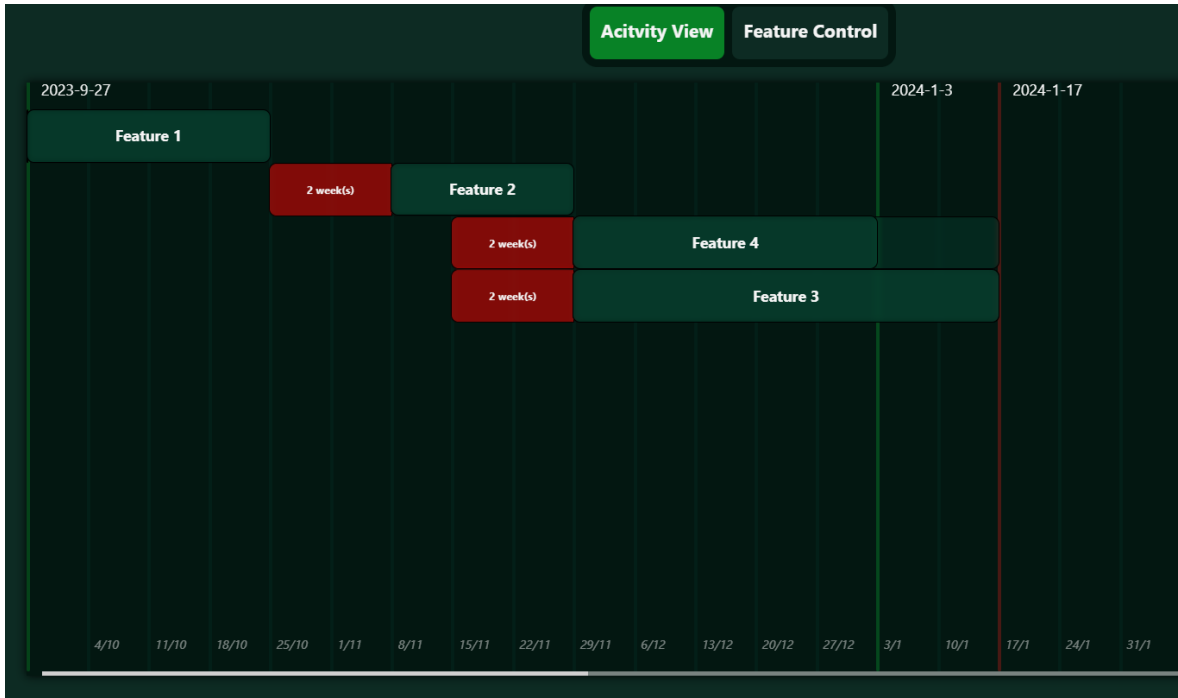 Acitvity View
Feature Control
2023-9-27
2024-1-3
2024-1-17
Feature 1
2 week(s)
Feature 2
2 week(s)
Feature 4
2 week(s)
Feature 3
4/10
11/10
18/10
25/10
1/11
8/11
15/11
22/11
29/11
6/12
13/12
20/12
27/12
3/1
10/1
17/1
24/1
31/1